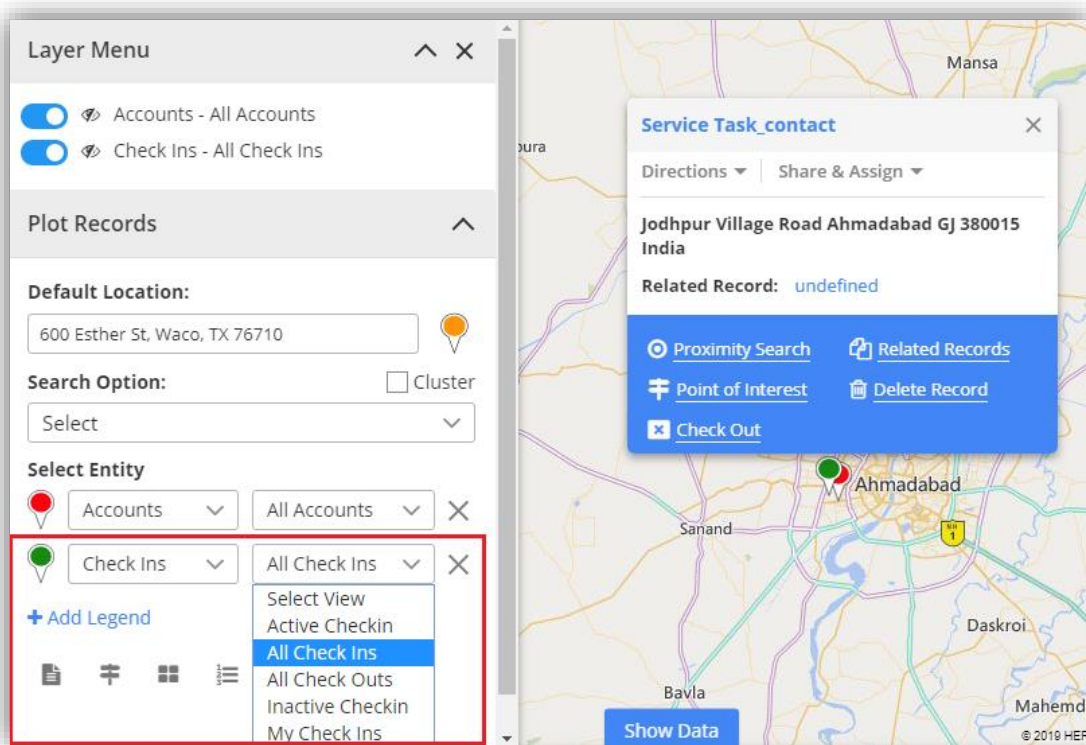 Layer Menu
Accounts - All Accounts
Check Ins - All Check Ins
Plot Records
Default Location:
600 Esther St, Waco, TX 76710
Search Option:
Cluster
Select
Select Entity
Accounts
All Accounts
Check Ins
All Check Ins
Select View
Active Checkin
All Check Ins
All Check Outs
Inactive Checkin
My Check Ins
+ Add Legend
Mansa
Service Task_contact
Directions
Share & Assign
Jodhpur Village Road Ahmadabad GJ 380015
India
Related Record: undefined
Proximity Search
Related Records
Point of Interest
Delete Record
Check Out
Ahmadabad
Sanand
1
Daskroi
Bavla
Mahemd
Show Data
© 2019 HER